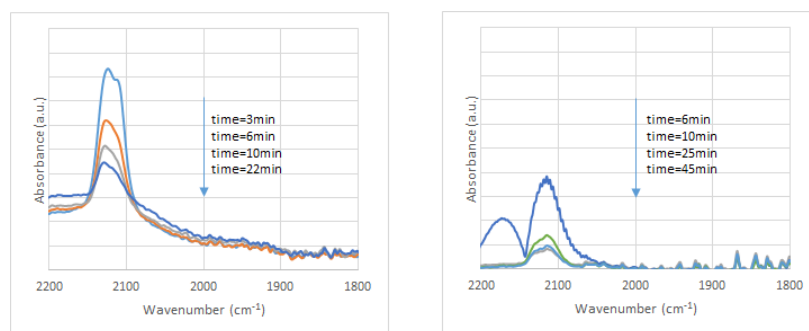 Absorbance (a.u.)
time=3min
time=6min
time=10min
time=22min
2200 2100 2000 1900 1800
Wavenumber (cm⁻¹)
Absorbance (a.u.)
time=6min
time=10min
time=25min
time=45min
2200 2100 2000 1900 1800
Wavenumber (cm⁻¹)